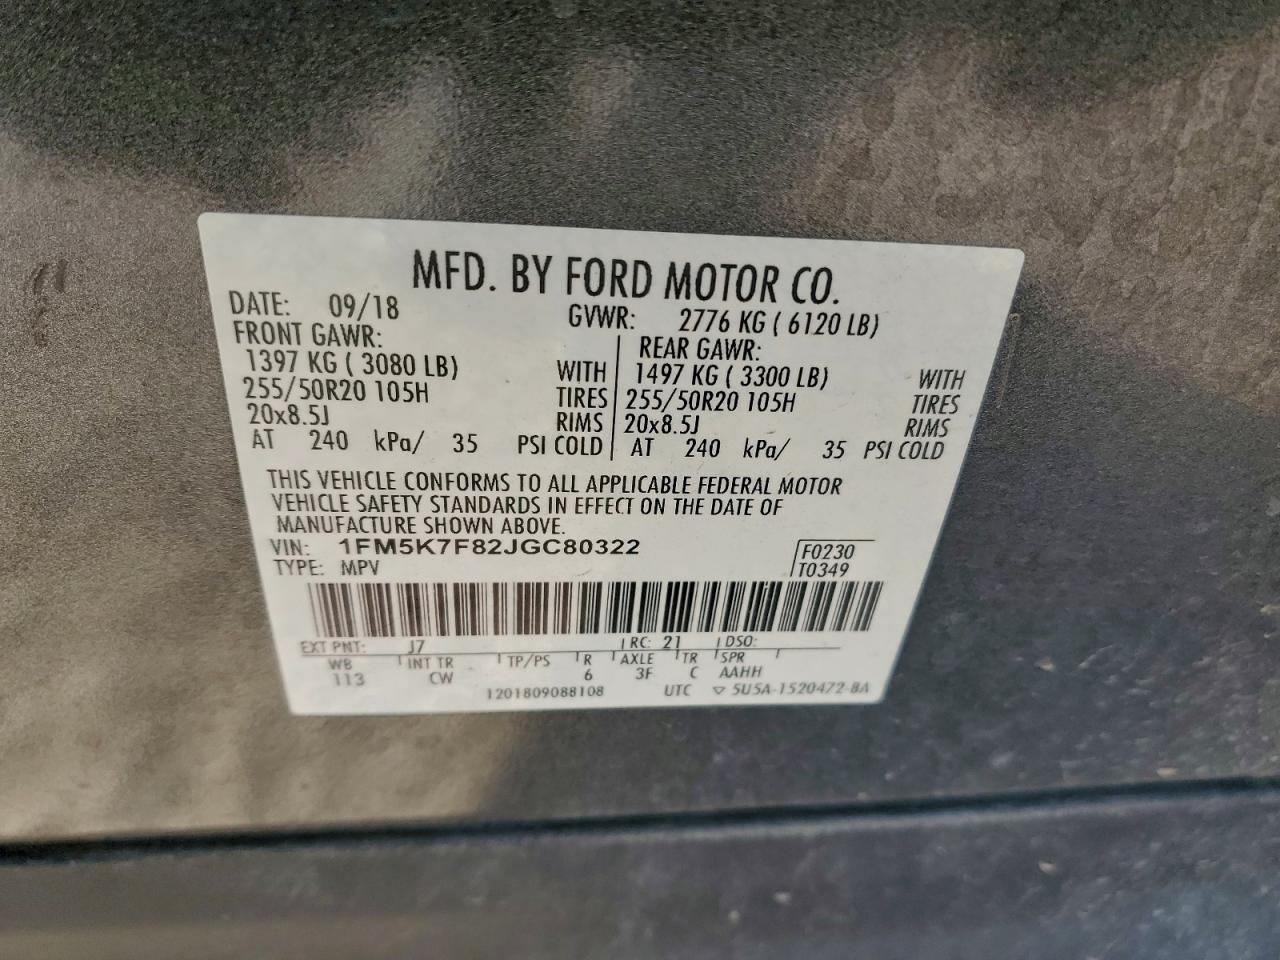 MFD. BY FORD MOTOR CO.
DATE: 09/18 GVWR: 2776 KG ( 6120 LB)
FRONT GAWR: REAR GAWR:
1397 KG ( 3080 LB) WITH 1497 KG ( 3300 LB) WITH
255/50R20 105H TIRES 255/50R20 105H TIRES
20x8.5J RIMS 20x8.5J RIMS
AT 240 kPa/ 35 PSI COLD AT 240 kPa/ 35 PSI COLD
THIS VEHICLE CONFORMS TO ALL APPLICABLE FEDERAL MOTOR
VEHICLE SAFETY STANDARDS IN EFFECT ON THE DATE OF
MANUFACTURE SHOWN ABOVE.
VIN: 1FM5K7F82JGC80322 F0230
TYPE: MPV T0349
EXT PNT: J7 RC: 21 DSO:
WB INT TR TP/PS R AXLE TR SPR
113 CW 6 3F C AAHH
1201809088108 UTC ▽ 5U5A-1520472-BA